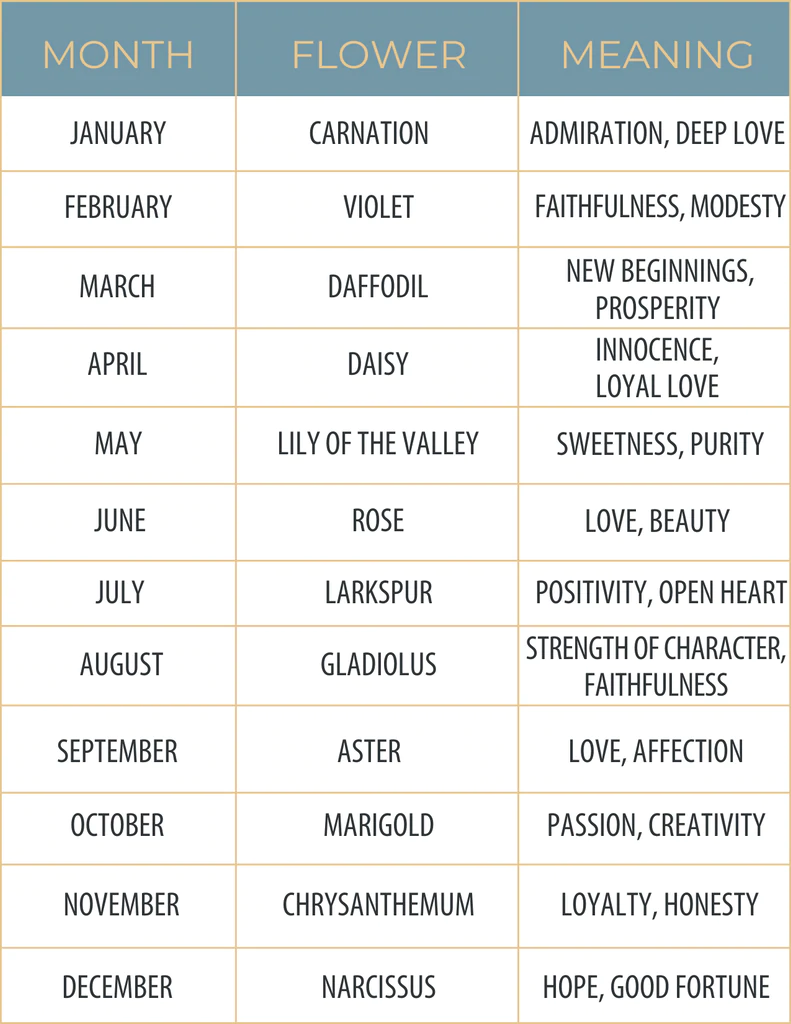 MONTH FLOWER MEANING
JANUARY CARNATION ADMIRATION, DEEP LOVE
FEBRUARY VIOLET FAITHFULNESS, MODESTY
MARCH DAFFODIL NEW BEGINNINGS,
PROSPERITY
APRIL DAISY INNOCENCE,
LOYAL LOVE
MAY LILY OF THE VALLEY SWEETNESS, PURITY
JUNE ROSE LOVE, BEAUTY
JULY LARKSPUR POSITIVITY, OPEN HEART
AUGUST GLADIOLUS STRENGTH OF CHARACTER,
FAITHFULNESS
SEPTEMBER ASTER LOVE, AFFECTION
OCTOBER MARIGOLD PASSION, CREATIVITY
NOVEMBER CHRYSANTHEMUM LOYALTY, HONESTY
DECEMBER NARCISSUS HOPE, GOOD FORTUNE